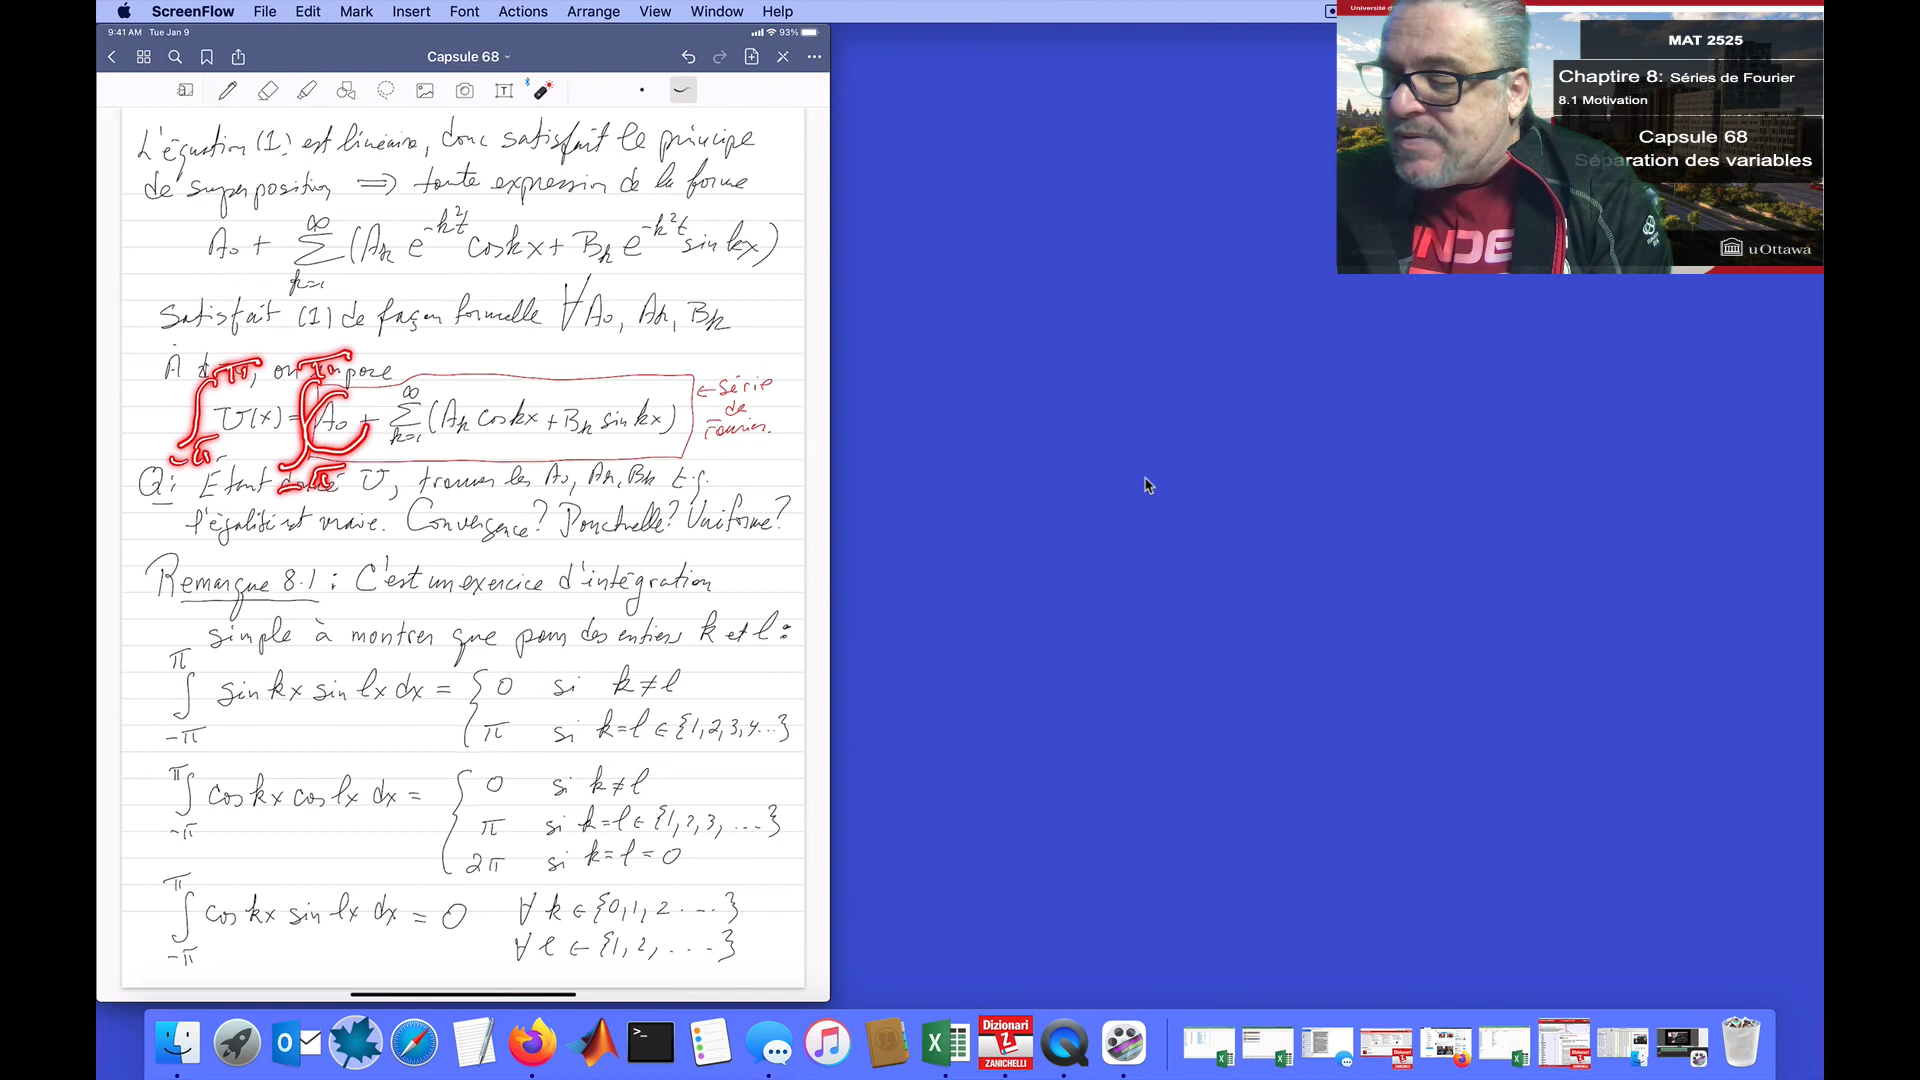 ScreenFlow File Edit Mark Insert Font Actions Arrange View Window Help
9:41 AM Tue Jan 9
93%
Capsule 68
L'équation (1) est linéaire, donc satisfait le principe
de superposition, ⟹ toute expression de la forme
A₀ + ∑_{k=1}^{∞} (A_k e^{-k²t} cos kx + B_k e^{-k²t} sin kx)
Satisfait (1) de façon formelle ∀ A₀, A_k, B_k
À t=0, on impose
∫_{-π}^{π} U(x) = ∫_{-π}^{π} ( A₀ + ∑_{k=1}^{∞} (A_k cos kx + B_k sin kx)
← Série
de
Fourier.
Q: Étant donné U, trouver les A₀, A_k, B_k t.q.
l'égalité est vraie. Convergence? Ponctuelle? Uniforme?
Remarque 8.1 : C'est un exercice d'intégration
simple à montrer que pour des entiers k et l :
∫_{-π}^{π} sin kx sin lx dx = { 0 si k ≠ l
π si k = l ∈ {1,2,3,4...}
∫_{-π}^{π} cos kx cos lx dx = { 0 si k ≠ l
π si k = l ∈ {1,2,3,....}
2π si k = l = 0
∫_{-π}^{π} cos kx sin lx dx = 0 ∀ k ∈ {0,1,2....}
∀ l ∈ {1,2,.....}
Université d'
MAT 2525
Chaptire 8: Séries de Fourier
8.1 Motivation
Capsule 68
Séparation des variables
uOttawa
Dizionari
Z
ZANICHELLI